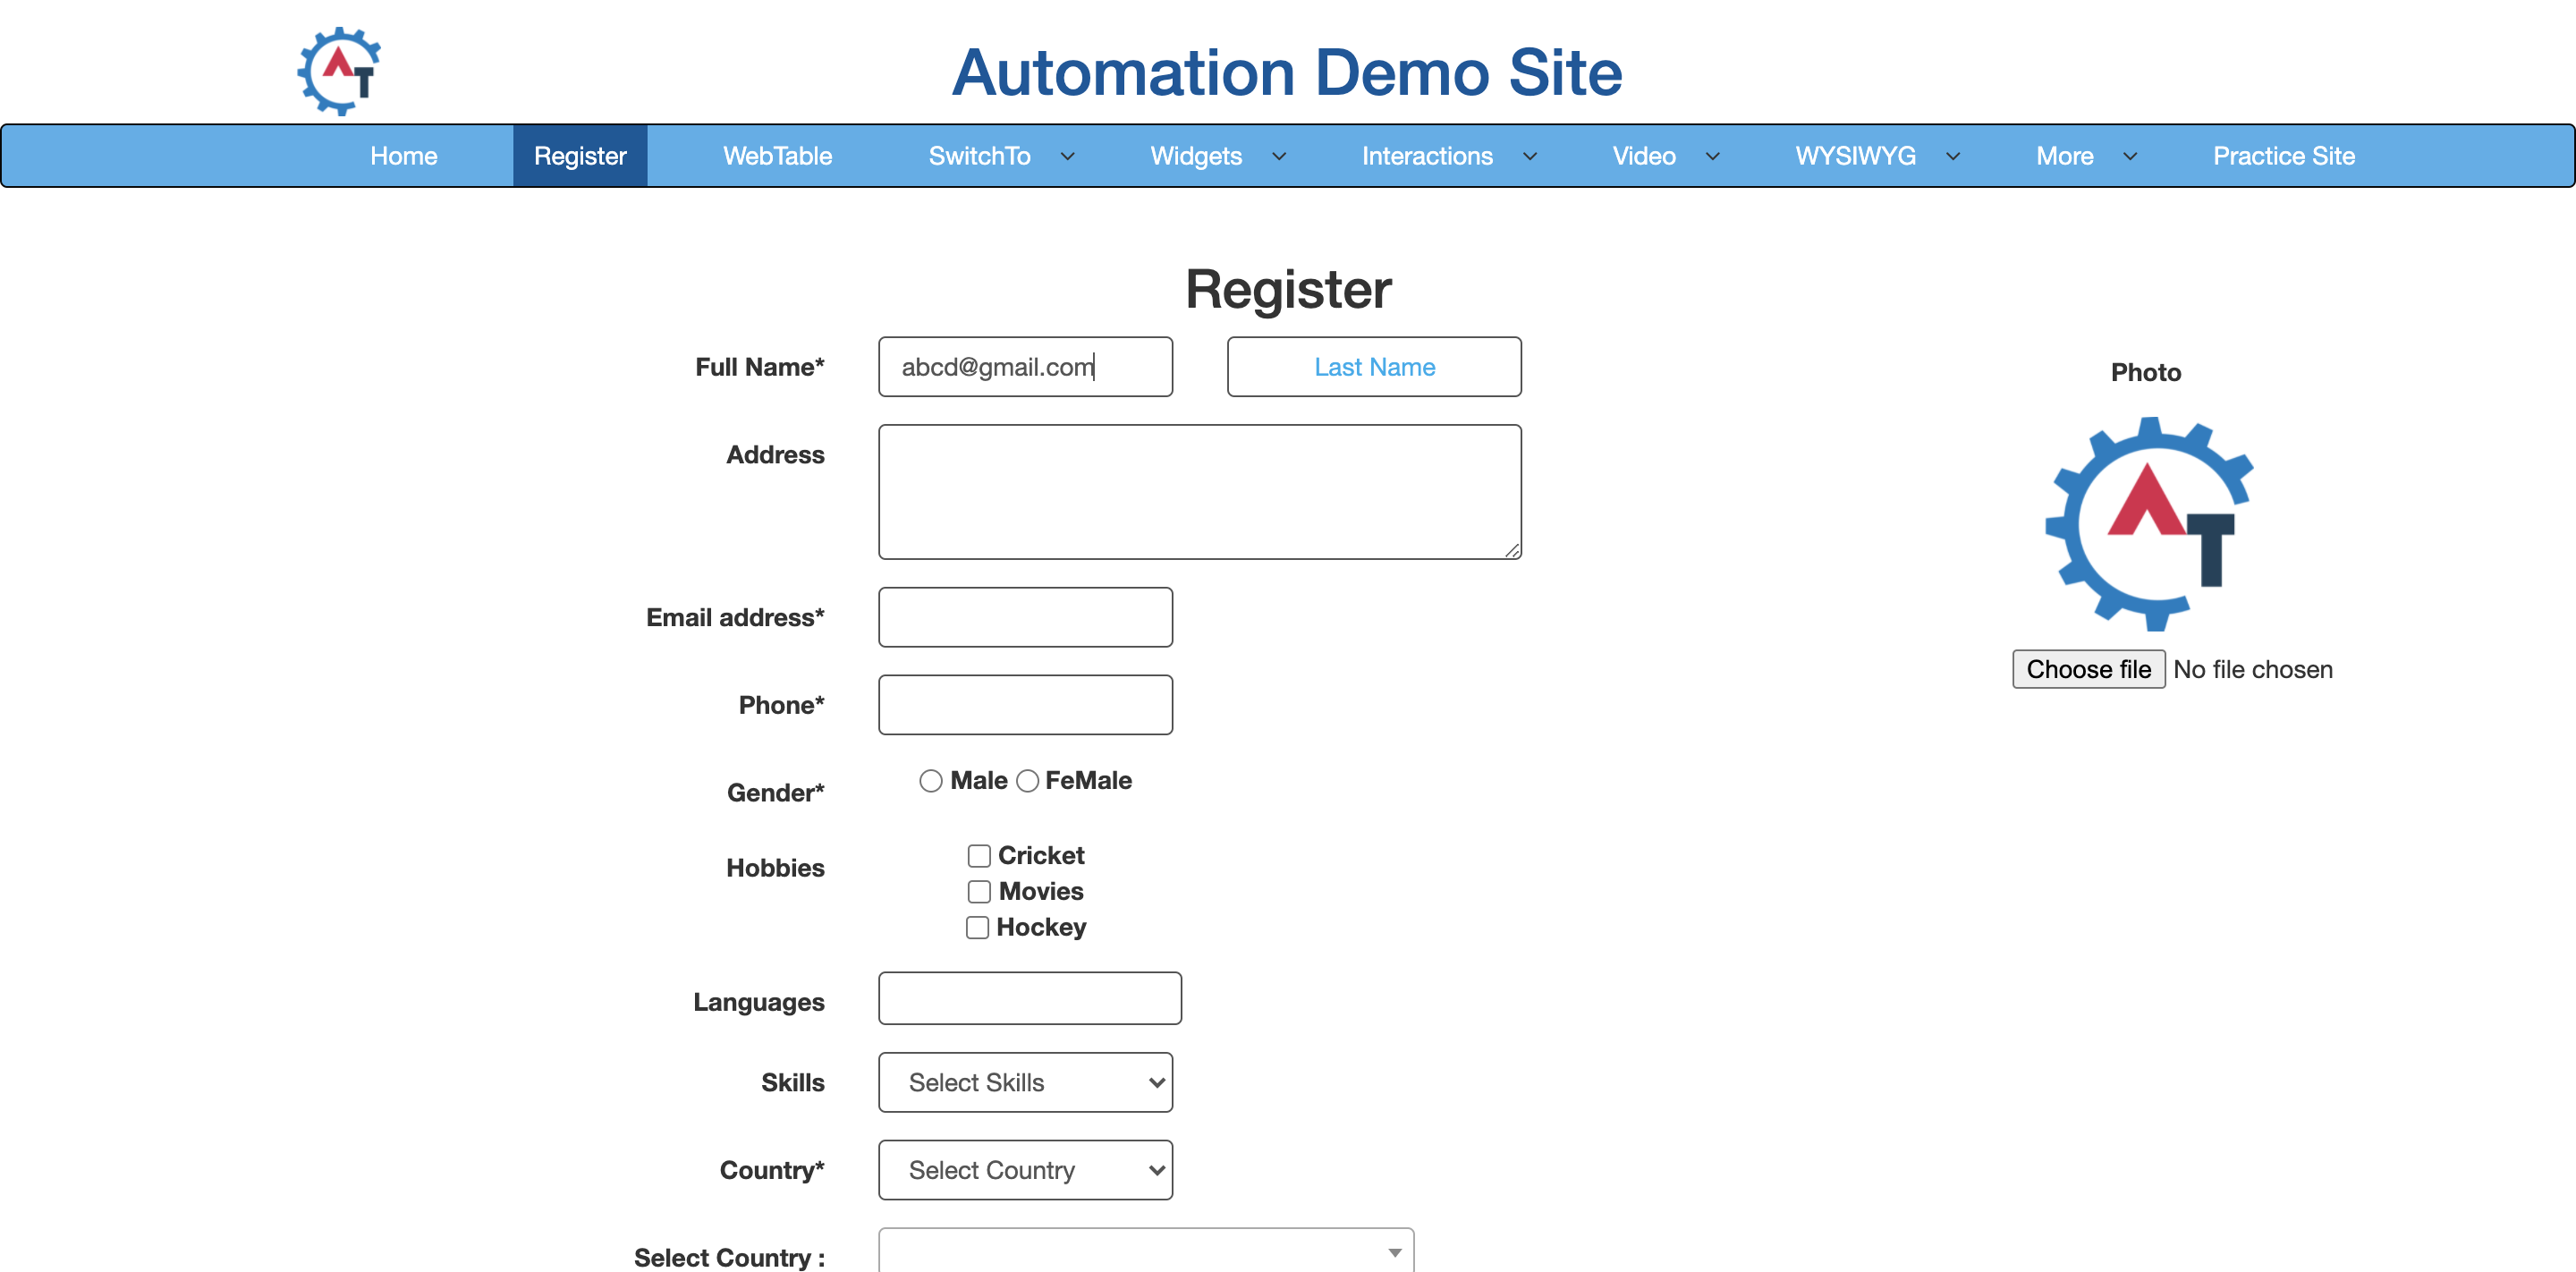 AT
Automation Demo Site
Home Register WebTable SwitchTo Widgets Interactions Video WYSIWYG More Practice Site
Register
Full Name* abcd@gmail.com Last Name
Photo
Address
AT
Email address*
Choose file No file chosen
Phone*
Gender* Male FeMale
Hobbies Cricket
Movies
Hockey
Languages
Skills Select Skills
Country* Select Country
Select Country :